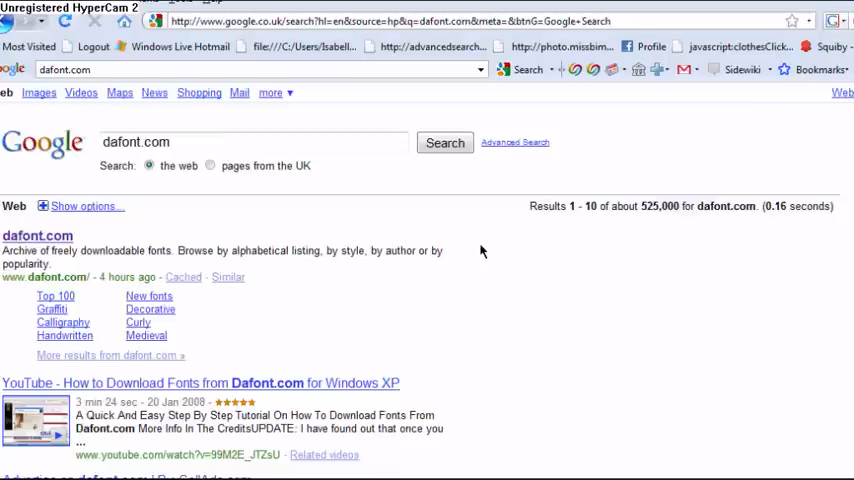 Unregistered HyperCam 2
http://www.google.co.uk/search?hl=en&source=hp&q=dafont.com&meta=&btnG=Google+Search
Most Visited Logout Windows Live Hotmail file:///C:/Users/Isabell... http://advancedsearch... http://photo.missbim... Profile javascript:clothesClick... Squiby -
ogle dafont.com Search Sidewiki Bookmarks
eb Images Videos Maps News Shopping Mail more ▼ Web
Google dafont.com Search Advanced Search
Search: the web pages from the UK
Web Show options... Results 1 - 10 of about 525,000 for dafont.com. (0.16 seconds)
dafont.com
Archive of freely downloadable fonts. Browse by alphabetical listing, by style, by author or by
popularity.
www.dafont.com/ - 4 hours ago - Cached - Similar
Top 100 New fonts
Graffiti Decorative
Calligraphy Curly
Handwritten Medieval
More results from dafont.com »
YouTube - How to Download Fonts from Dafont.com for Windows XP
3 min 24 sec - 20 Jan 2008 -
A Quick And Easy Step By Step Tutorial On How To Download Fonts From
Dafont.com More Info In The CreditsUPDATE: I have found out that once you
...
www.youtube.com/watch?v=99M2E_JTZsU - Related videos